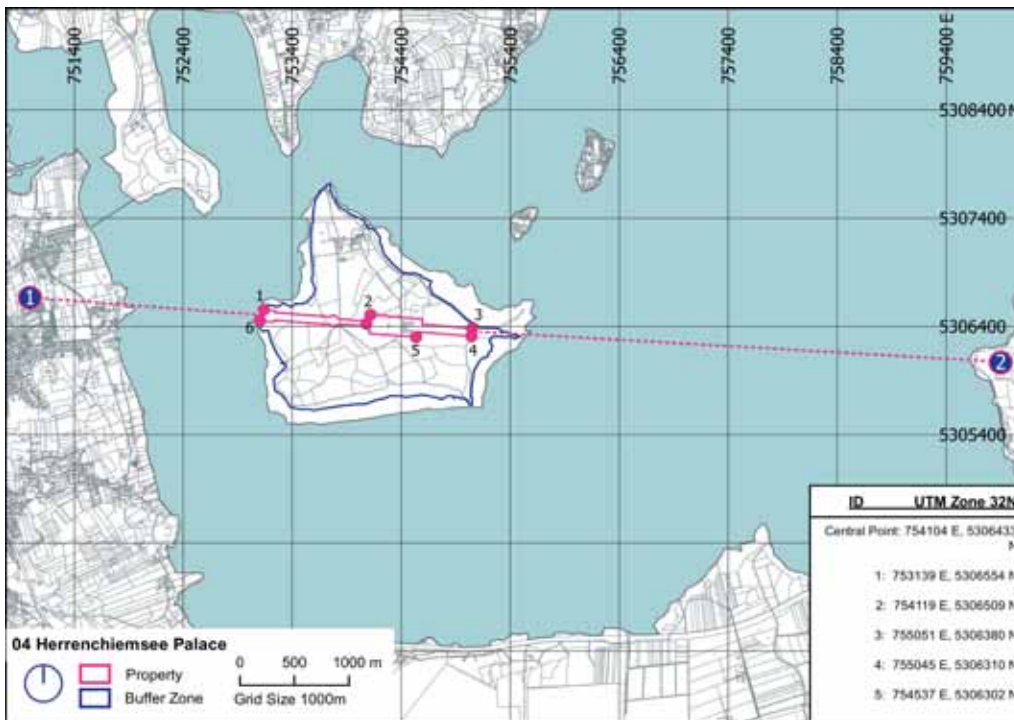 751400
752400
753400
754400
755400
756400
757400
758400
759400 E
5308400 N
5307400
5306400
5305400
1
1
2
3
6
5
4
2
ID UTM Zone 32N
Central Point: 754104 E, 5306433
N
1: 753139 E, 5306554 N
2: 754119 E, 5306509 N
3: 755051 E, 5306380 N
4: 755045 E, 5306310 N
5: 754537 E, 5306302 N
04 Herrenchiemsee Palace
Property
Buffer Zone
0 500 1000 m
Grid Size 1000m